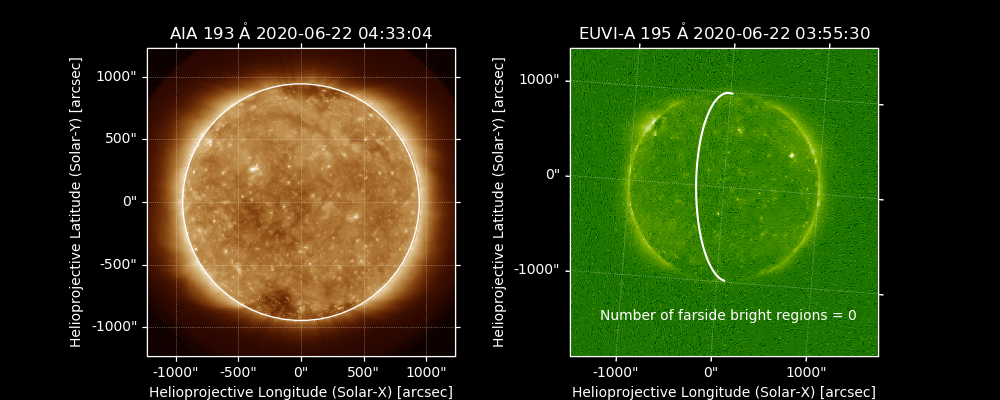 AIA 193 Å 2020-06-22 04:33:04
1000"
500"
0"
-500"
-1000"
-1000"
-500"
0"
500"
1000"
Helioprojective Longitude (Solar-X) [arcsec]
Helioprojective Latitude (Solar-Y) [arcsec]
EUVI-A 195 Å 2020-06-22 03:55:30
1000"
0"
-1000"
Number of farside bright regions = 0
-1000"
0"
1000"
Helioprojective Longitude (Solar-X) [arcsec]
Helioprojective Latitude (Solar-Y) [arcsec]